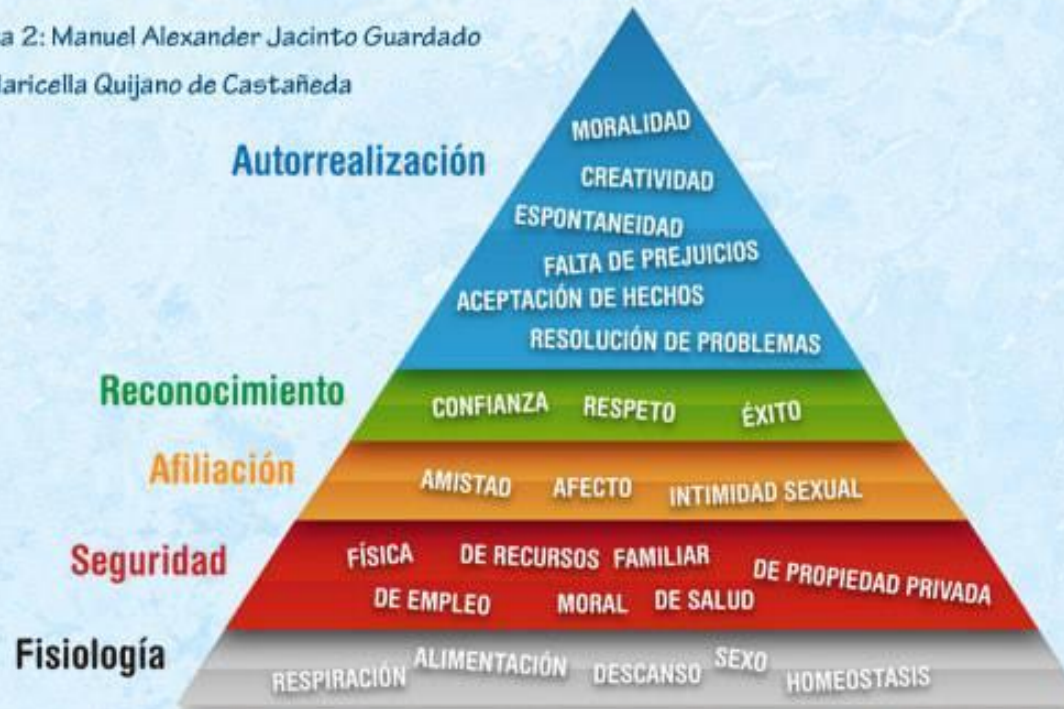 a 2: Manuel Alexander Jacinto Guardado
aricella Quijano de Castañeda
Autorrealización
MORALIDAD
CREATIVIDAD
ESPONTANEIDAD
FALTA DE PREJUICIOS
ACEPTACIÓN DE HECHOS
RESOLUCIÓN DE PROBLEMAS
Reconocimiento
CONFIANZA RESPETO ÉXITO
Afiliación
AMISTAD AFECTO INTIMIDAD SEXUAL
Seguridad
FÍSICA DE RECURSOS FAMILIAR DE PROPIEDAD PRIVADA
DE EMPLEO MORAL DE SALUD
Fisiología
RESPIRACIÓN ALIMENTACIÓN DESCANSO SEXO HOMEOSTASIS